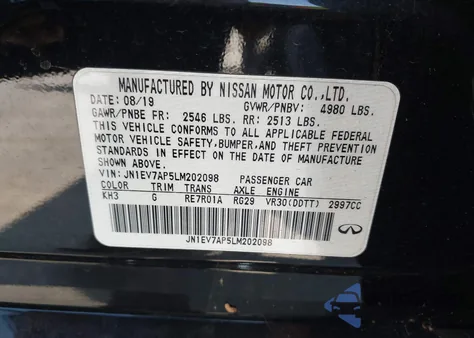 MANUFACTURED BY NISSAN MOTOR CO.,LTD.
DATE: 08/19 GVWR/PNBV: 4980 LBS.
GAWR/PNBE FR: 2546 LBS. RR: 2513 LBS.
THIS VEHICLE CONFORMS TO ALL APPLICABLE FEDERAL
MOTOR VEHICLE SAFETY, BUMPER, AND THEFT PREVENTION
STANDARDS IN EFFECT ON THE DATE OF MANUFACTURE
SHOWN ABOVE.
VIN: JN1EV7AP5LM202098 PASSENGER CAR
COLOR TRIM TRANS AXLE ENGINE
KH3 G RE7R01A RG29 VR30(DDTT) 2997CC
JN1EV7AP5LM202098